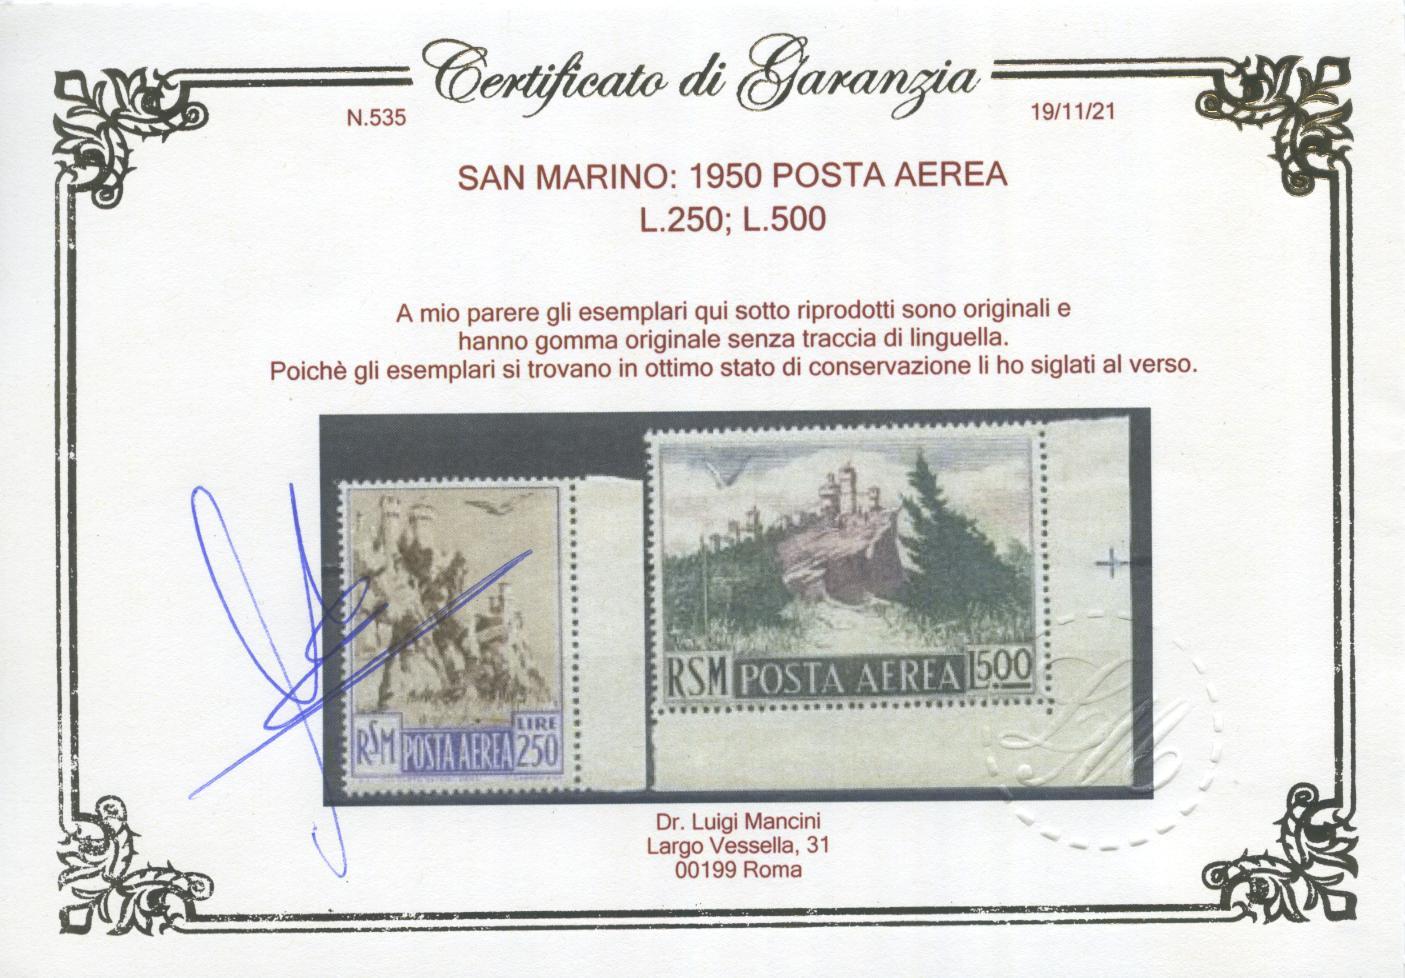 Certificato di Garanzia
N.535
19/11/21
SAN MARINO: 1950 POSTA AEREA
L.250; L.500
A mio parere gli esemplari qui sotto riprodotti sono originali e
hanno gomma originale senza traccia di linguella.
Poichè gli esemplari si trovano in ottimo stato di conservazione li ho siglati al verso.
RSM POSTA AEREA LIRE 250
RSM POSTA AEREA L500
Dr. Luigi Mancini
Largo Vessella, 31
00199 Roma